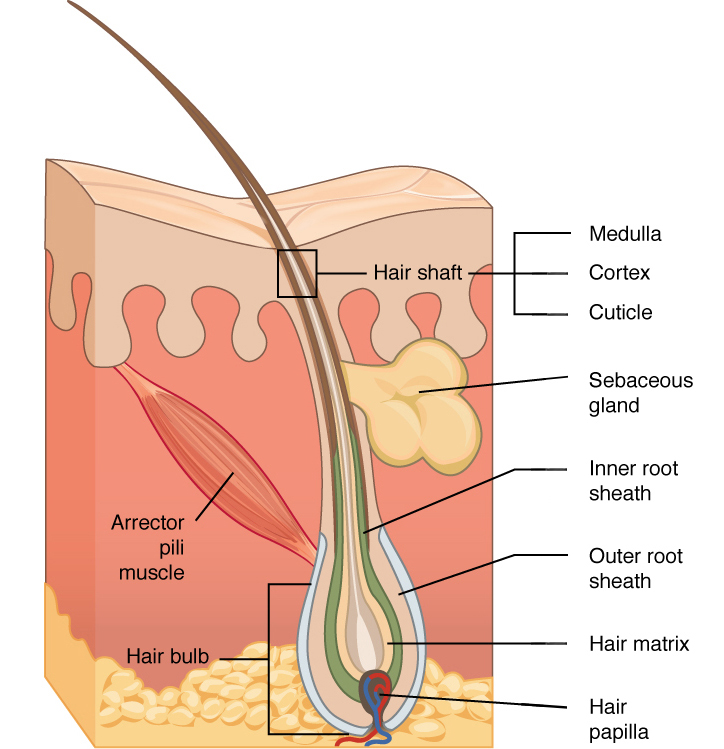 Medulla
Hair shaft
Cortex
Cuticle
Sebaceous
gland
Inner root
sheath
Arrector
pili
muscle
Outer root
sheath
Hair bulb
Hair matrix
Hair
papilla